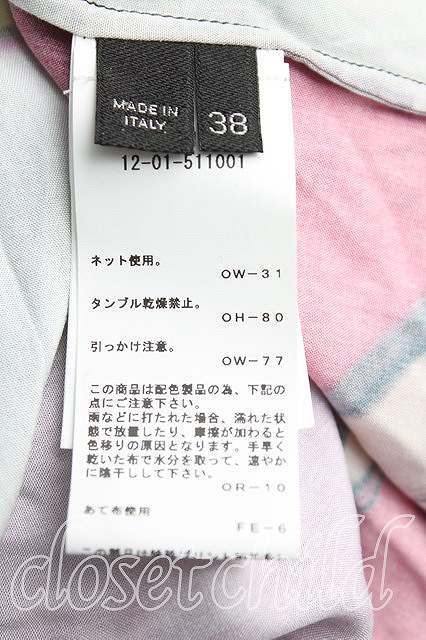 MADE IN
ITALY
38
12-01-511001
ネット使用。
OW-31
タンブル乾燥禁止。
OH-80
引っかけ注意。
OW-77
この商品は配色製品の為、下記の
点にご注意下さい。
雨などに打たれた場合、濡れた状
態で放置したり、摩擦が加わると
色移りの原因となります。手早く
乾いた布で水分を取って、速やか
に陰干しして下さい。
OR-10
あて布使用
FE-6
closetchild